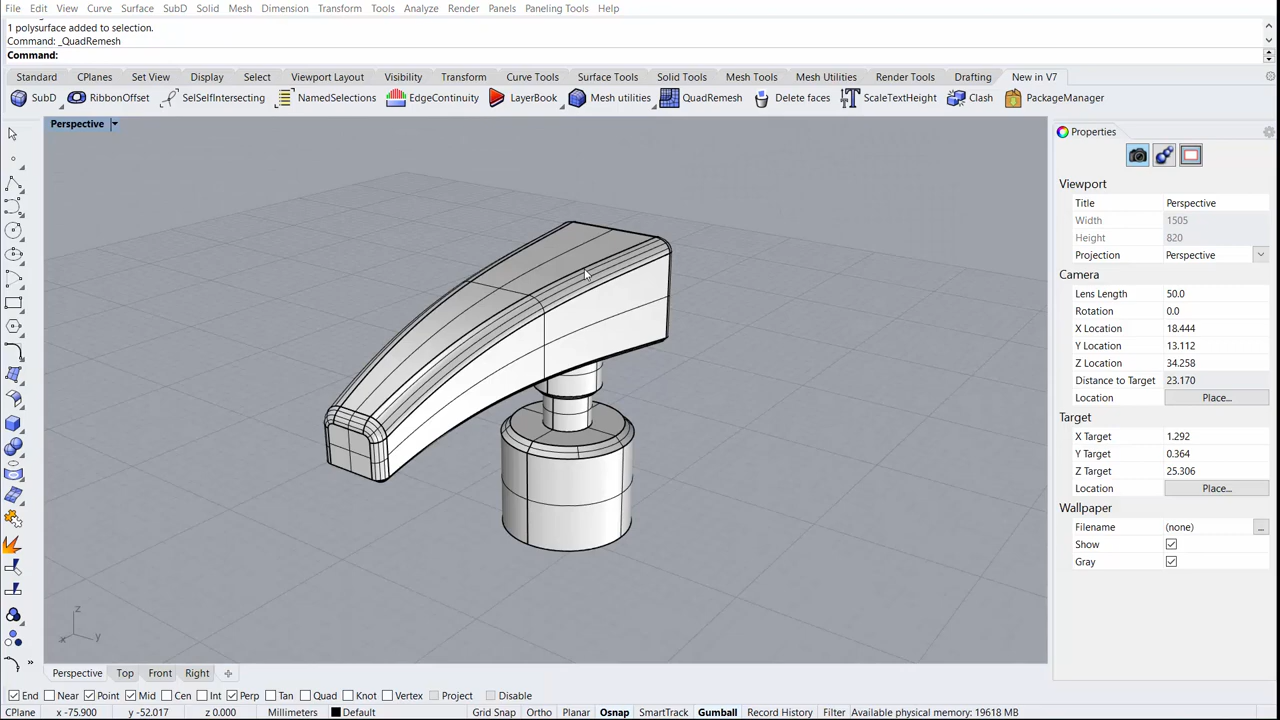 File Edit View Curve Surface SubD Solid Mesh Dimension Transform Tools Analyze Render Panels Paneling Tools Help
1 polysurface added to selection.
Command: _QuadRemesh
Command:
Standard CPlanes Set View Display Select Viewport Layout Visibility Transform Curve Tools Surface Tools Solid Tools Mesh Tools Mesh Utilities Render Tools Drafting New in V7
SubD RibbonOffset SelSelfIntersecting NamedSelections EdgeContinuity LayerBook Mesh utilities QuadRemesh Delete faces ScaleTextHeight Clash PackageManager
Perspective
Properties
Viewport
Title Perspective
Width 1505
Height 820
Projection Perspective
Camera
Lens Length 50.0
Rotation 0.0
X Location 18.444
Y Location 13.112
Z Location 34.258
Distance to Target 23.170
Location Place...
Target
X Target 1.292
Y Target 0.364
Z Target 25.306
Location Place...
Wallpaper
Filename (none) ...
Show
Gray
z
x y
Perspective Top Front Right
End Near Point Mid Cen Int Perp Tan Quad Knot Vertex Project Disable
CPlane x -75.900 y -52.017 z 0.000 Millimeters Default Grid Snap Ortho Planar Osnap SmartTrack Gumball Record History Filter Available physical memory: 19618 MB